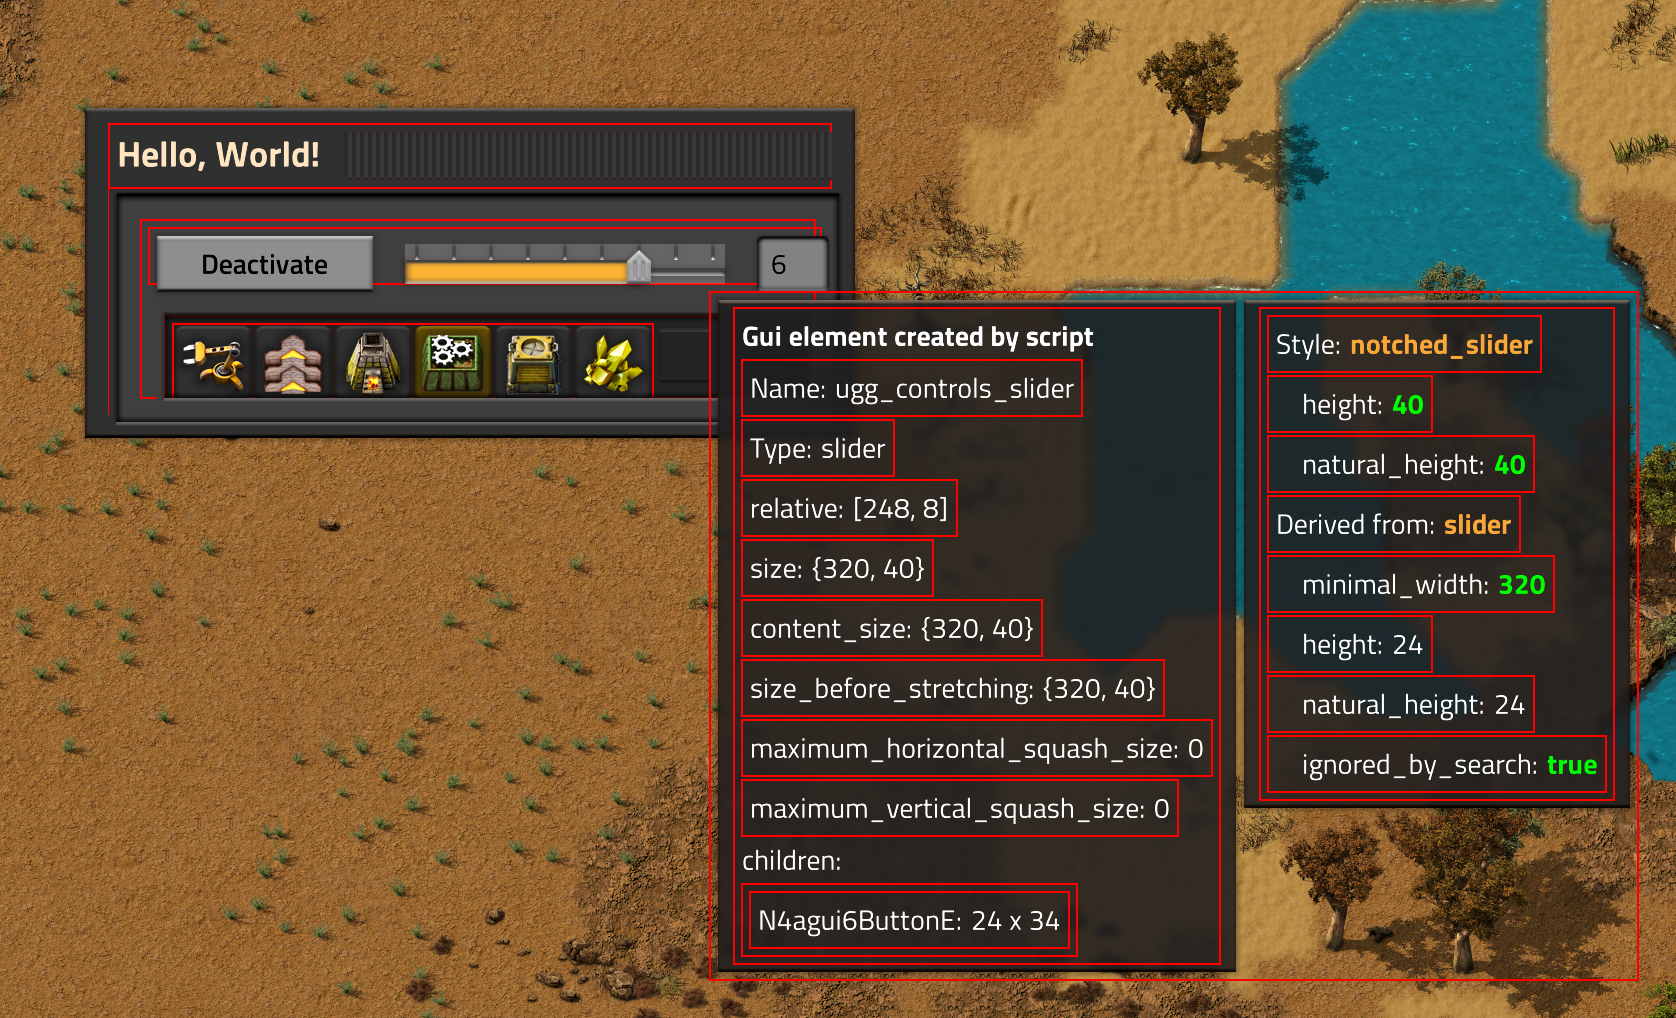 Hello, World!
Deactivate
6
Gui element created by script
Name: ugg_controls_slider
Type: slider
relative: [248, 8]
size: {320, 40}
content_size: {320, 40}
size_before_stretching: {320, 40}
maximum_horizontal_squash_size: 0
maximum_vertical_squash_size: 0
children:
N4agui6ButtonE: 24 x 34
Style: notched_slider
height: 40
natural_height: 40
Derived from: slider
minimal_width: 320
height: 24
natural_height: 24
ignored_by_search: true